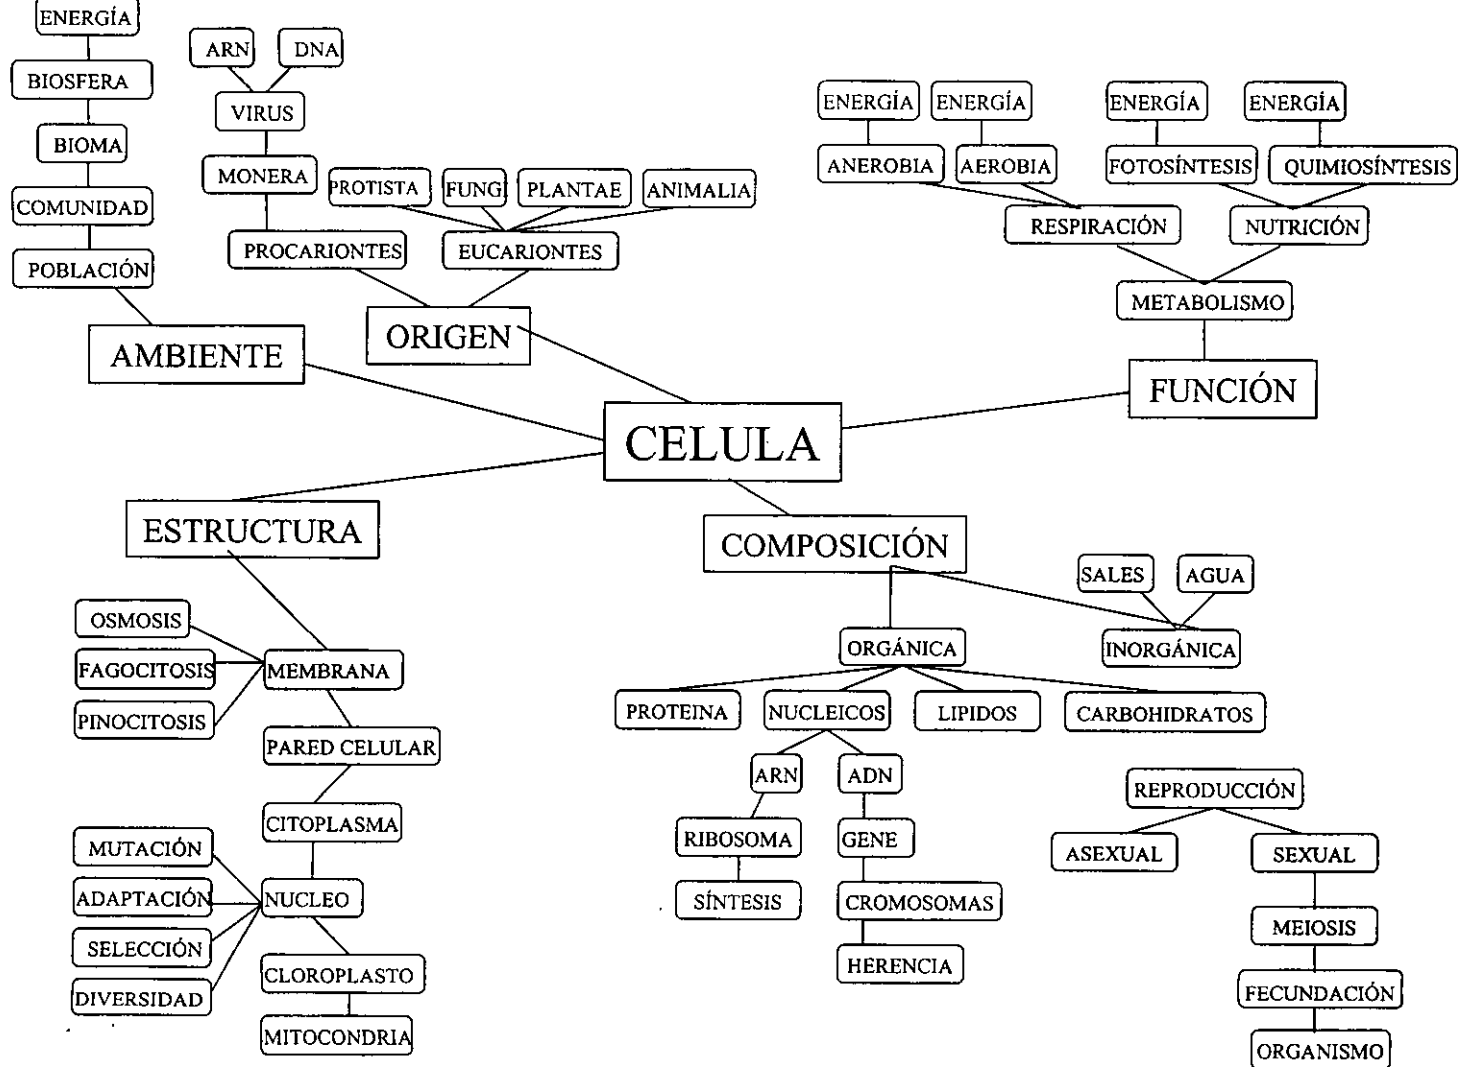 ENERGÍA
ARN
DNA
BIOSFERA
VIRUS
ENERGÍA
ENERGÍA
ENERGÍA
ENERGÍA
BIOMA
ANEROBIA
AEROBIA
FOTOSÍNTESIS
QUIMIOSÍNTESIS
MONERA
PROTISTA
FUNG
PLANTAE
ANIMALIA
COMUNIDAD
RESPIRACIÓN
NUTRICIÓN
PROCARIONTES
EUCARIONTES
POBLACIÓN
METABOLISMO
ORIGEN
AMBIENTE
FUNCIÓN
CELULA
ESTRUCTURA
COMPOSICIÓN
SALES
AGUA
OSMOSIS
ORGÁNICA
INORGÁNICA
FAGOCITOSIS
MEMBRANA
PINOCITOSIS
PROTEINA
NUCLEICOS
LIPIDOS
CARBOHIDRATOS
PARED CELULAR
ARN
ADN
REPRODUCCIÓN
CITOPLASMA
RIBOSOMA
GENE
ASEXUAL
SEXUAL
MUTACIÓN
ADAPTACIÓN
NUCLEO
SÍNTESIS
CROMOSOMAS
MEIOSIS
SELECCIÓN
CLOROPLASTO
HERENCIA
DIVERSIDAD
FECUNDACIÓN
MITOCONDRIA
ORGANISMO